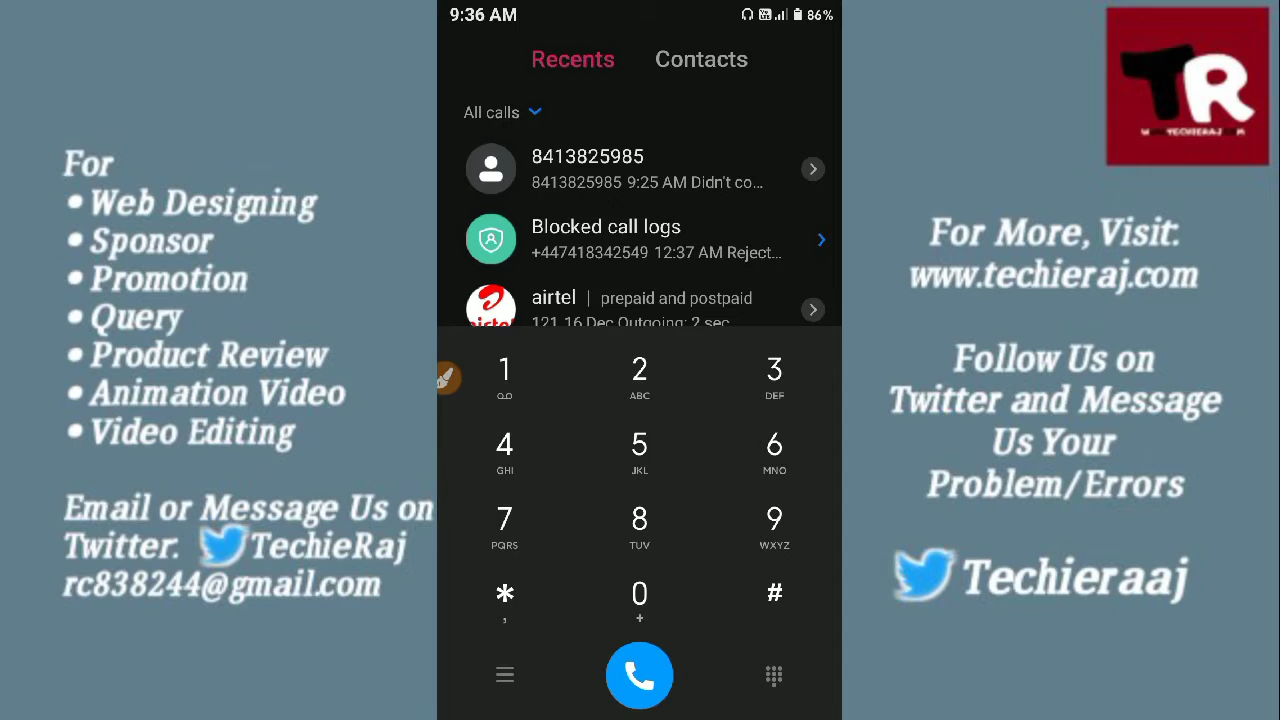 For
• Web Designing
• Sponsor
• Promotion
• Query
• Product Review
• Animation Video
• Video Editing
Email or Message Us on
Twitter. TechieRaj
rc838244@gmail.com
9:36 AM
86%
Recents Contacts
All calls
8413825985
8413825985 9:25 AM Didn't co...
Blocked call logs
+447418342549 12:37 AM Reject...
airtel | prepaid and postpaid
121 16 Dec Outgoing: 2 sec
airtel
1 2 3
ABC DEF
4 5 6
GHI JKL MNO
7 8 9
PQRS TUV WXYZ
* 0 #
, +
TR
WWW.TECHIERAJ.COM
For More, Visit:
www.techieraj.com
Follow Us on
Twitter and Message
Us Your
Problem/Errors
Techieraaj